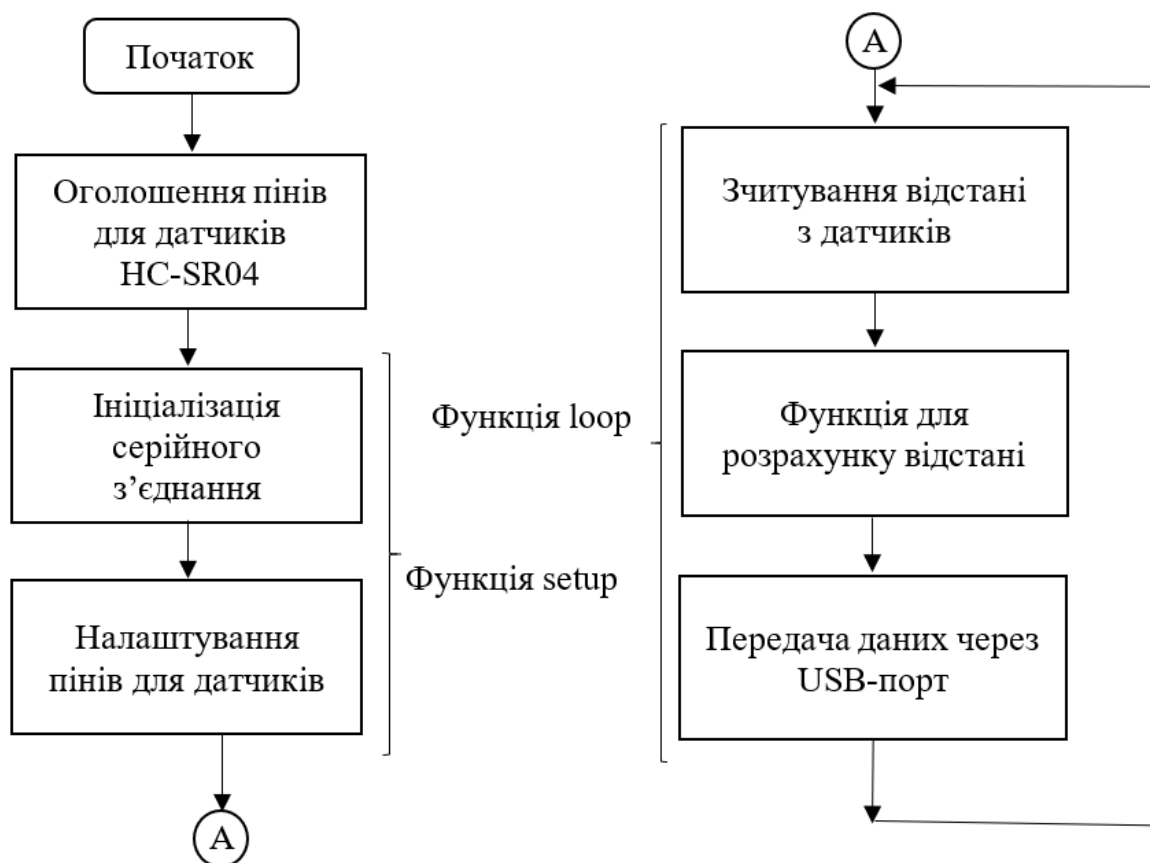 Початок
Оголошення пінів
для датчиків
HC-SR04
Ініціалізація
серійного
з’єднання
Налаштування
пінів для датчиків
Функція setup
A
A
Функція loop
Зчитування відстані
з датчиків
Функція для
розрахунку відстані
Передача даних через
USB-порт